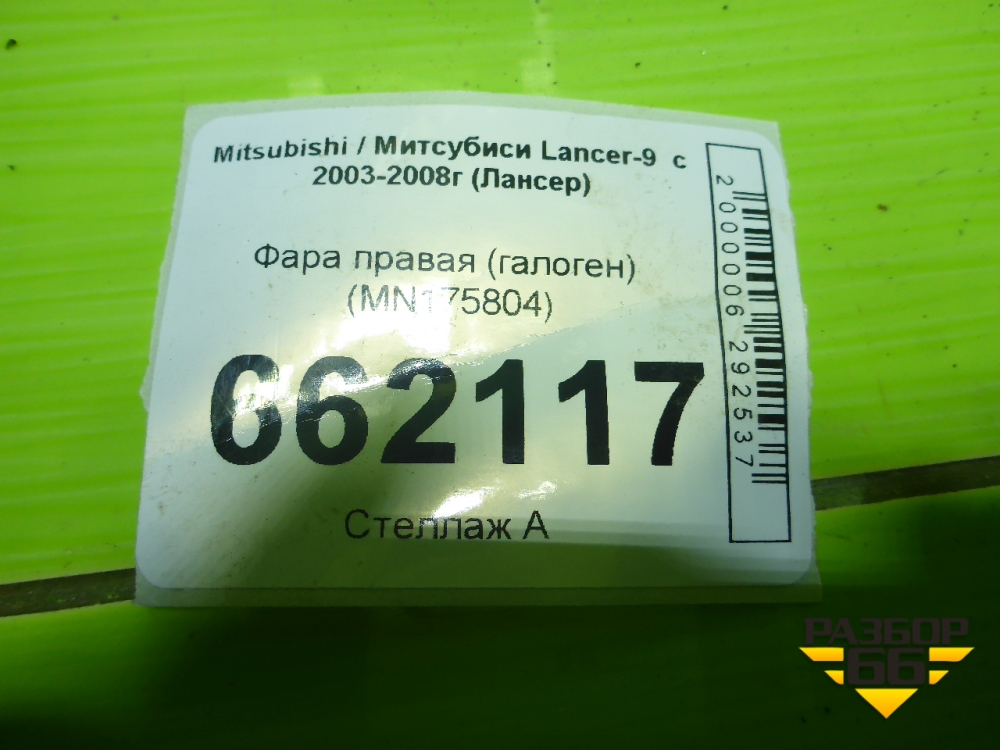 Mitsubishi / Митсубиси Lancer-9 с
2003-2008г (Лансер)
Фара правая (галоген)
(MN175804)
662117
Стеллаж А
2000006292537
РАЗБОР
66